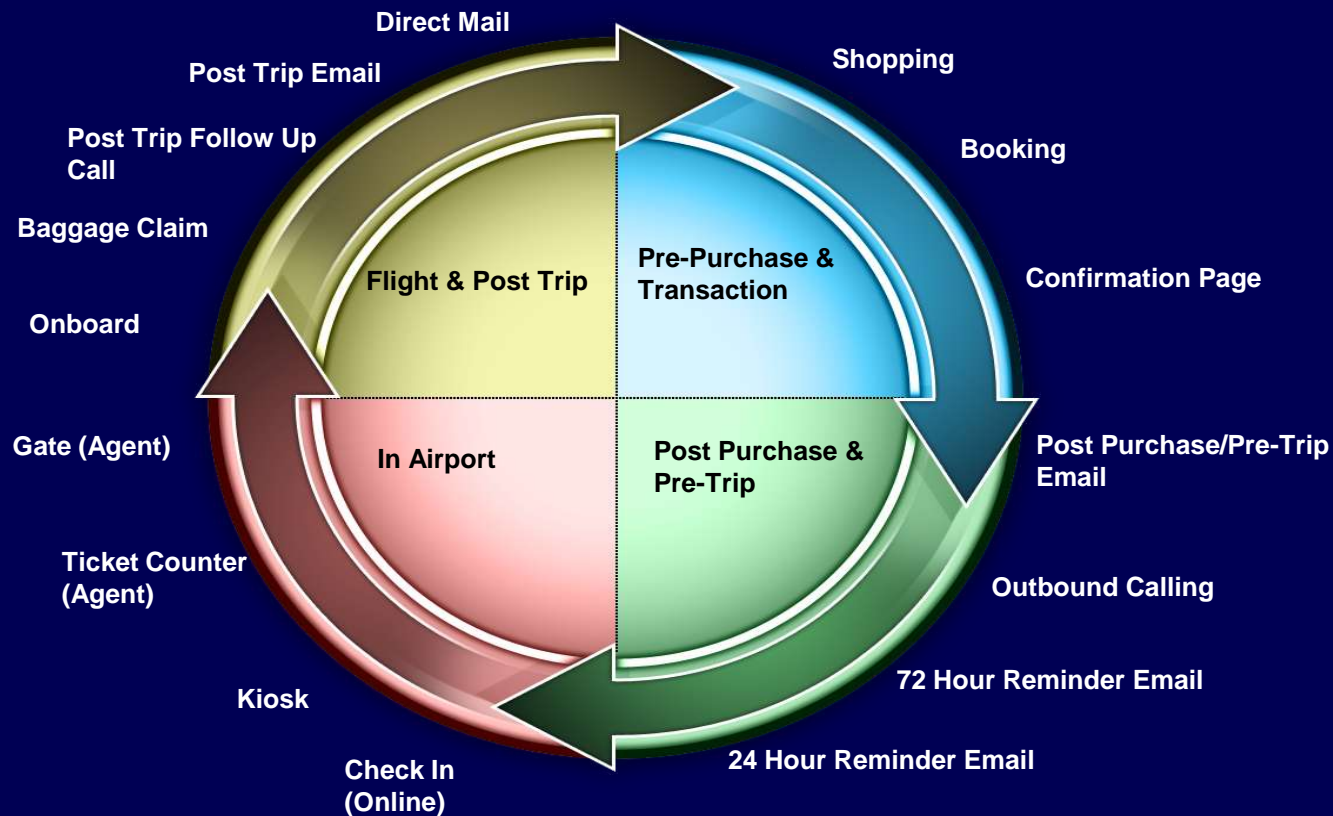 Direct Mail
Shopping
Post Trip Email
Booking
Post Trip Follow Up
Call
Baggage Claim
Flight & Post Trip
Pre-Purchase &
Transaction
Confirmation Page
Onboard
Gate (Agent)
In Airport
Post Purchase &
Pre-Trip
Post Purchase/Pre-Trip
Email
Ticket Counter
(Agent)
Outbound Calling
Kiosk
72 Hour Reminder Email
24 Hour Reminder Email
Check In
(Online)